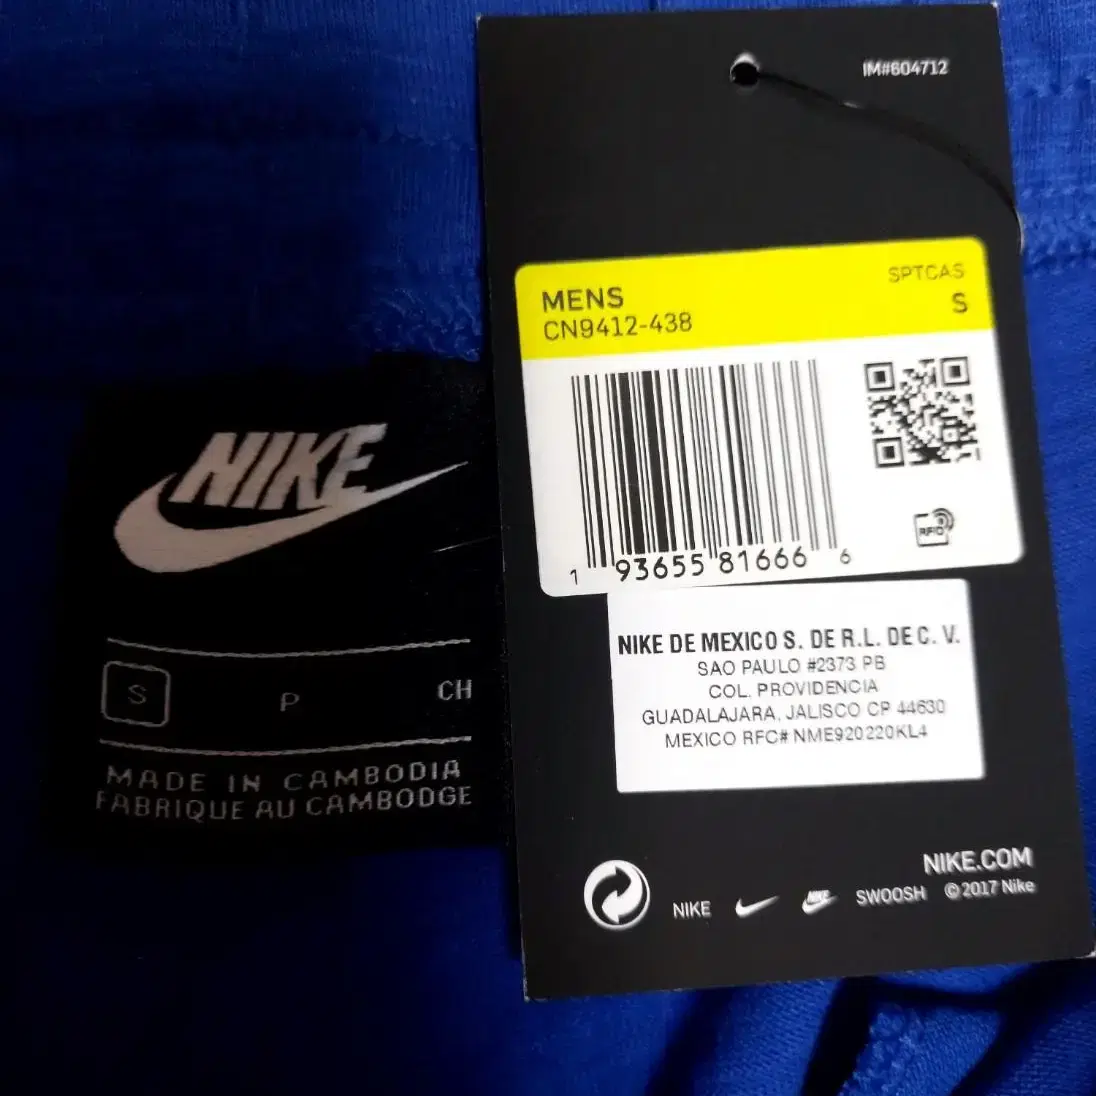 IM#604712
SPTCAS
MENS S
CN9412-438
1 93655 81666 6
RFID
NIKE DE MEXICO S. DE R.L. DE C. V.
SAO PAULO #2373 PB
COL. PROVIDENCIA
GUADALAJARA, JALISCO CP 44630
MEXICO RFC# NME920220KL4
NIKE.COM
NIKE NIKE SWOOSH © 2017 Nike
NIKE
S P CH
MADE IN CAMBODIA
FABRIQUE AU CAMBODGE